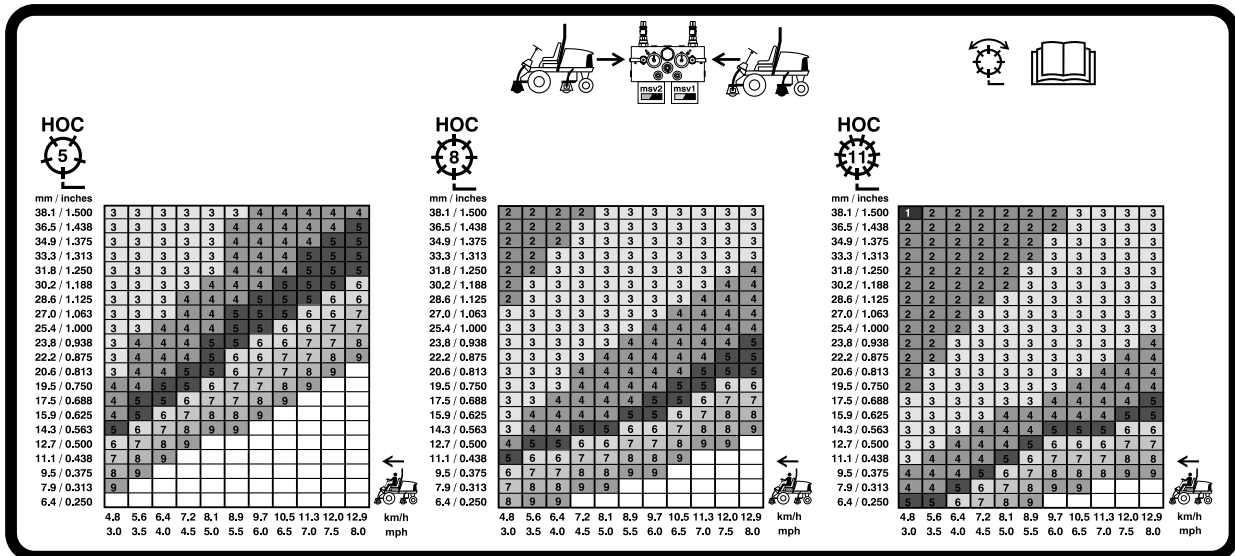 msv2 msv1
HOC
5
mm / inches
38.1 / 1.500 3 3 3 3 3 3 4 4 4 4 4
36.5 / 1.438 3 3 3 3 3 4 4 4 4 4 5
34.9 / 1.375 3 3 3 3 3 4 4 4 4 5 5
33.3 / 1.313 3 3 3 3 3 4 4 4 5 5 5
31.8 / 1.250 3 3 3 3 3 4 4 4 5 5 5
30.2 / 1.188 3 3 3 3 4 4 4 5 5 5 6
28.6 / 1.125 3 3 3 4 4 4 5 5 5 6 6
27.0 / 1.063 3 3 3 4 4 5 5 5 6 6 7
25.4 / 1.000 3 3 4 4 4 5 5 6 6 7 7
23.8 / 0.938 3 4 4 4 5 5 6 6 7 7 8
22.2 / 0.875 3 4 4 4 5 6 6 7 7 8 9
20.6 / 0.813 3 4 4 5 5 6 7 7 8 9
19.5 / 0.750 4 4 5 5 6 7 7 8 9
17.5 / 0.688 4 5 5 6 7 7 8 9
15.9 / 0.625 4 5 6 7 7 8 9
14.3 / 0.563 5 6 7 8 9 9
12.7 / 0.500 6 7 8 9
11.1 / 0.438 7 8 9
9.5 / 0.375 8 9
7.9 / 0.313 9
6.4 / 0.250
4.8 5.6 6.4 7.2 8.1 8.9 9.7 10.5 11.3 12.0 12.9 km/h
3.0 3.5 4.0 4.5 5.0 5.5 6.0 6.5 7.0 7.5 8.0 mph
HOC
8
mm / inches
38.1 / 1.500 2 2 2 2 3 3 3 3 3 3 3
36.5 / 1.438 2 2 2 3 3 3 3 3 3 3 3
34.9 / 1.375 2 2 2 3 3 3 3 3 3 3 3
33.3 / 1.313 2 2 3 3 3 3 3 3 3 3 3
31.8 / 1.250 2 2 3 3 3 3 3 3 3 3 4
30.2 / 1.188 2 3 3 3 3 3 3 3 3 4 4
28.6 / 1.125 2 3 3 3 3 3 3 3 4 4 4
27.0 / 1.063 3 3 3 3 3 3 3 4 4 4 4
25.4 / 1.000 3 3 3 3 3 3 4 4 4 4 4
23.8 / 0.938 3 3 3 3 3 4 4 4 4 4 5
22.2 / 0.875 3 3 3 3 4 4 4 4 4 5 5
20.6 / 0.813 3 3 3 4 4 4 4 4 5 5 5
19.5 / 0.750 3 3 3 4 4 4 4 5 5 6 6
17.5 / 0.688 3 3 4 4 4 4 5 5 6 7 7
15.9 / 0.625 3 4 4 4 4 5 5 6 7 8 8
14.3 / 0.563 3 4 4 5 5 6 6 7 8 8 9
12.7 / 0.500 4 5 5 6 6 7 8 8 9 9
11.1 / 0.438 5 6 6 7 7 8 8 9
9.5 / 0.375 6 7 7 8 8 9 9
7.9 / 0.313 7 7 8 9 9
6.4 / 0.250 8 9 9
4.8 5.6 6.4 7.2 8.1 8.9 9.7 10.5 11.3 12.0 12.9 km/h
3.0 3.5 4.0 4.5 5.0 5.5 6.0 6.5 7.0 7.5 8.0 mph
HOC
11
mm / inches
38.1 / 1.500 1 2 2 2 2 2 2 3 3 3 3
36.5 / 1.438 2 2 2 2 2 2 2 3 3 3 3
34.9 / 1.375 2 2 2 2 2 2 3 3 3 3 3
33.3 / 1.313 2 2 2 2 2 2 3 3 3 3 3
31.8 / 1.250 2 2 2 2 2 3 3 3 3 3 3
30.2 / 1.188 2 2 2 2 2 3 3 3 3 3 3
28.6 / 1.125 2 2 2 2 3 3 3 3 3 3 3
27.0 / 1.063 2 2 2 3 3 3 3 3 3 3 3
25.4 / 1.000 2 2 2 3 3 3 3 3 3 3 3
23.8 / 0.938 2 2 3 3 3 3 3 3 3 3 4
22.2 / 0.875 2 2 3 3 3 3 3 3 3 4 4
20.6 / 0.813 2 3 3 3 3 3 3 3 4 4 4
19.5 / 0.750 2 3 3 3 3 3 3 4 4 4 4
17.5 / 0.688 3 3 3 3 3 3 4 4 4 4 5
15.9 / 0.625 3 3 3 3 4 4 4 4 4 5 5
14.3 / 0.563 3 3 3 4 4 4 5 5 5 6 6
12.7 / 0.500 3 3 4 4 4 5 6 6 6 7 7
11.1 / 0.438 3 4 4 4 5 6 6 7 8 8 8
9.5 / 0.375 4 4 4 5 6 6 7 8 8 9 9
7.9 / 0.313 4 4 5 6 7 8 9 9
6.4 / 0.250 5 5 6 7 8 9
4.8 5.6 6.4 7.2 8.1 8.9 9.7 10.5 11.3 12.0 12.9 km/h
3.0 3.5 4.0 4.5 5.0 5.5 6.0 6.5 7.0 7.5 8.0 mph